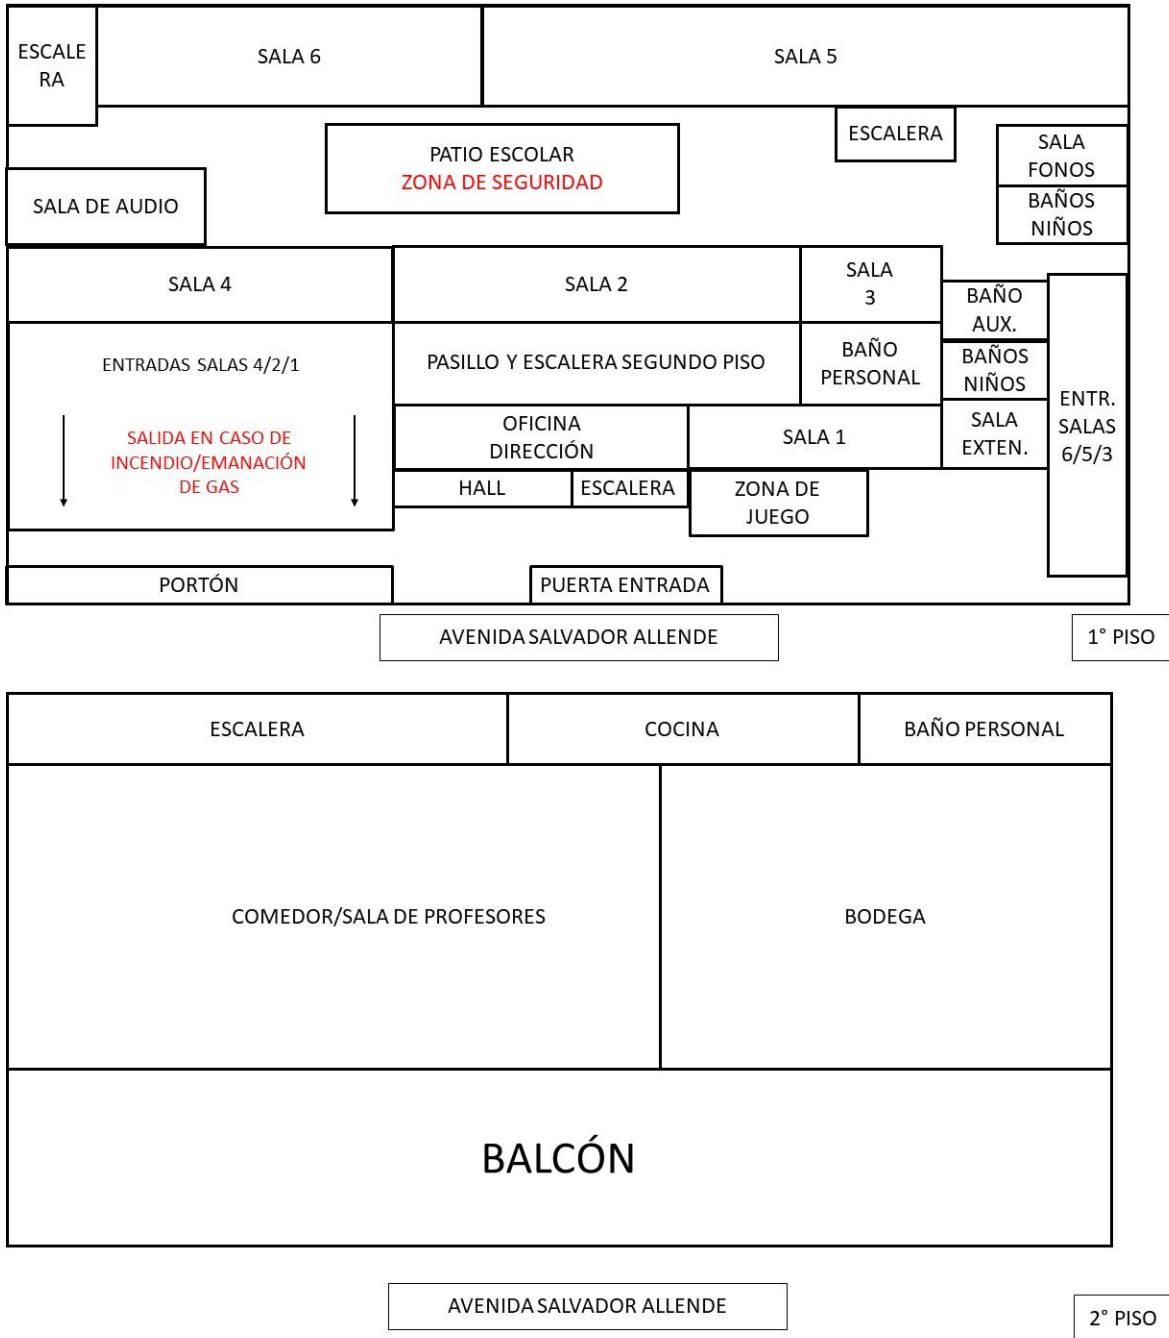 ESCALE
RA
SALA 6
SALA 5
PATIO ESCOLAR
ZONA DE SEGURIDAD
ESCALERA
SALA
FONOS
BAÑOS
NIÑOS
SALA DE AUDIO
SALA 4
SALA 2
SALA
3
BAÑO
AUX.
ENTRADAS SALAS 4/2/1
PASILLO Y ESCALERA SEGUNDO PISO
BAÑO
PERSONAL
BAÑOS
NIÑOS
ENTR.
SALAS
6/5/3
SALIDA EN CASO DE
INCENDIO/EMANACIÓN
DE GAS
OFICINA
DIRECCIÓN
SALA 1
SALA
EXTEN.
HALL
ESCALERA
ZONA DE
JUEGO
PORTÓN
PUERTA ENTRADA
AVENIDA SALVADOR ALLENDE
1° PISO
ESCALERA
COCINA
BAÑO PERSONAL
COMEDOR/SALA DE PROFESORES
BODEGA
BALCÓN
AVENIDA SALVADOR ALLENDE
2° PISO